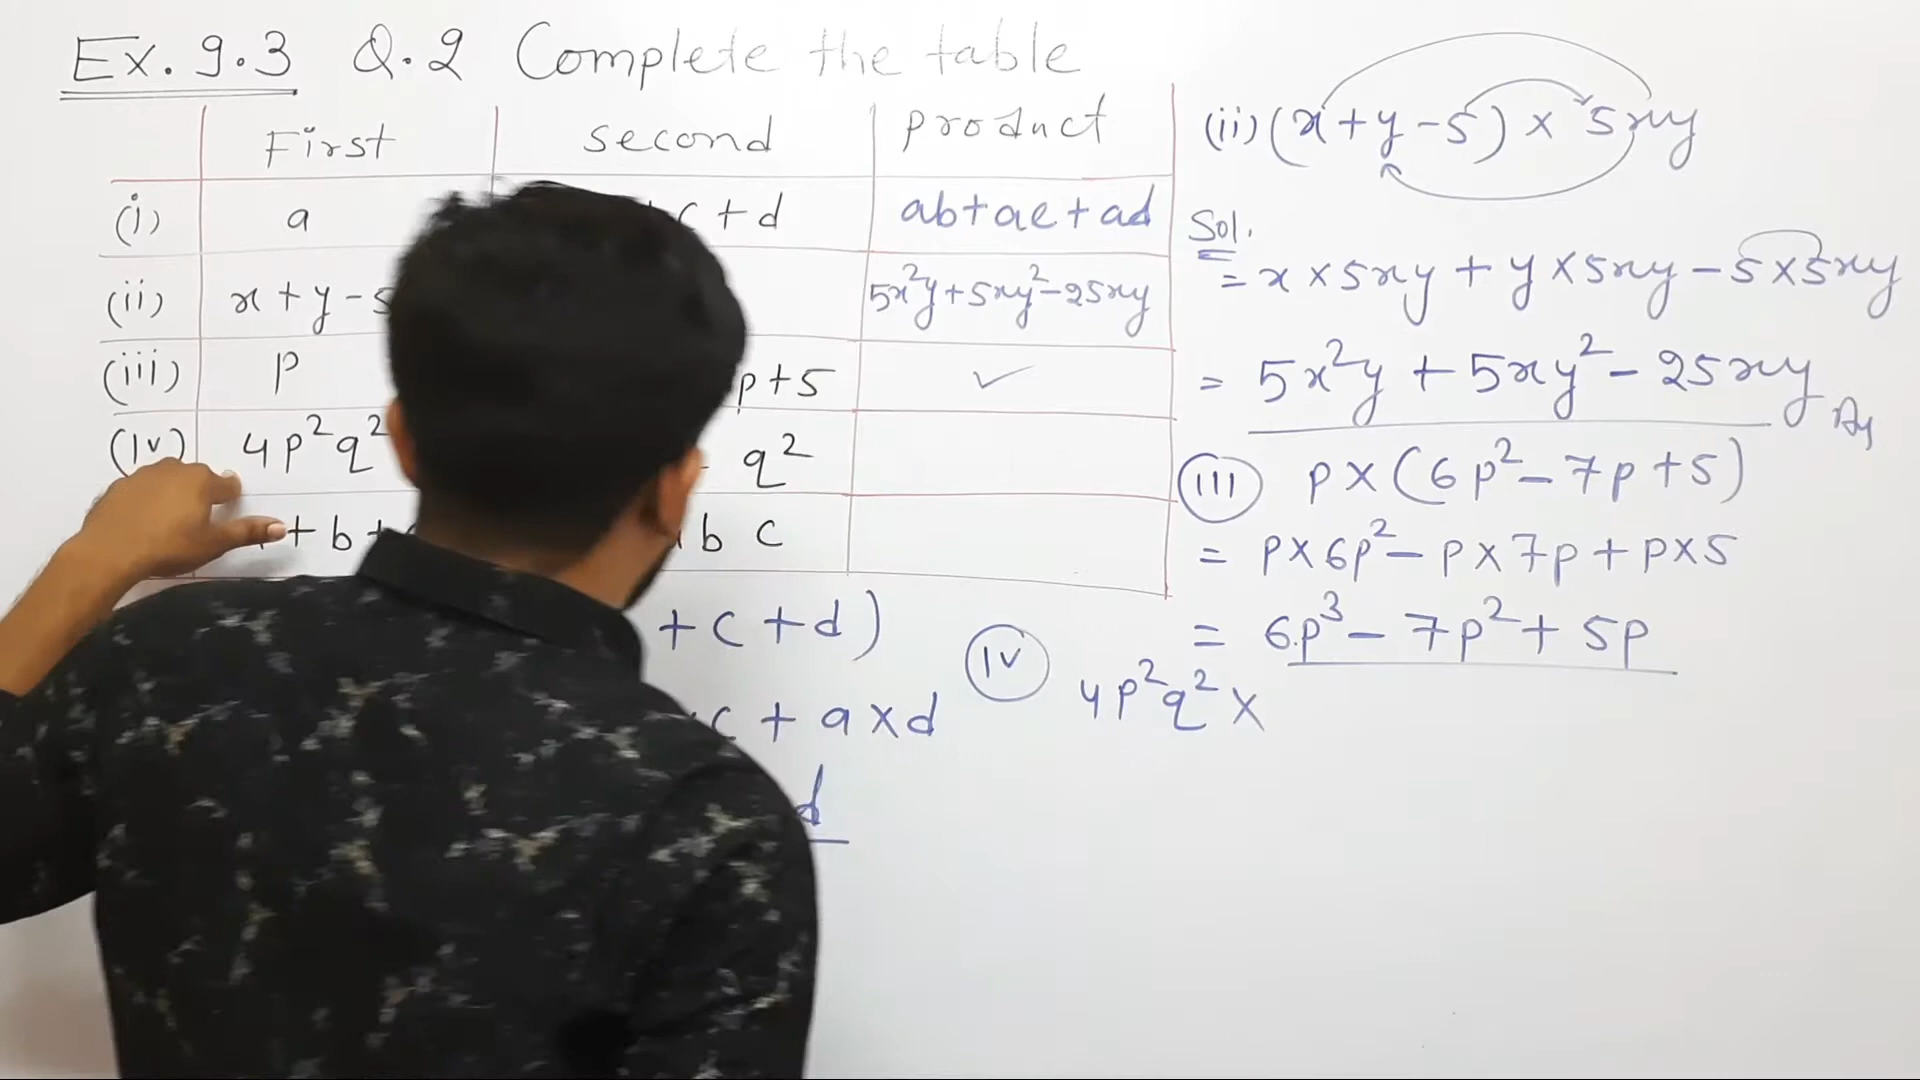 Ex. 9.3 Q.2 Complete the table
First second product
(i) a c + d ab+ac+ad
(ii) x + y - 5 5x²y+5xy²-25xy
(iii) p p+5 ✓
(iv) 4p²q² q²
+ b + b c
+ c + d)
c + a × d
d
(ii) (x+y-5) × 5xy
Sol.
= x × 5xy + y × 5xy - 5 × 5xy
= 5x²y + 5xy² - 25xy
(iii) p × (6p² - 7p + 5)
= p × 6p² - p × 7p + p × 5
= 6p³ - 7p² + 5p
(iv) 4p²q² ×